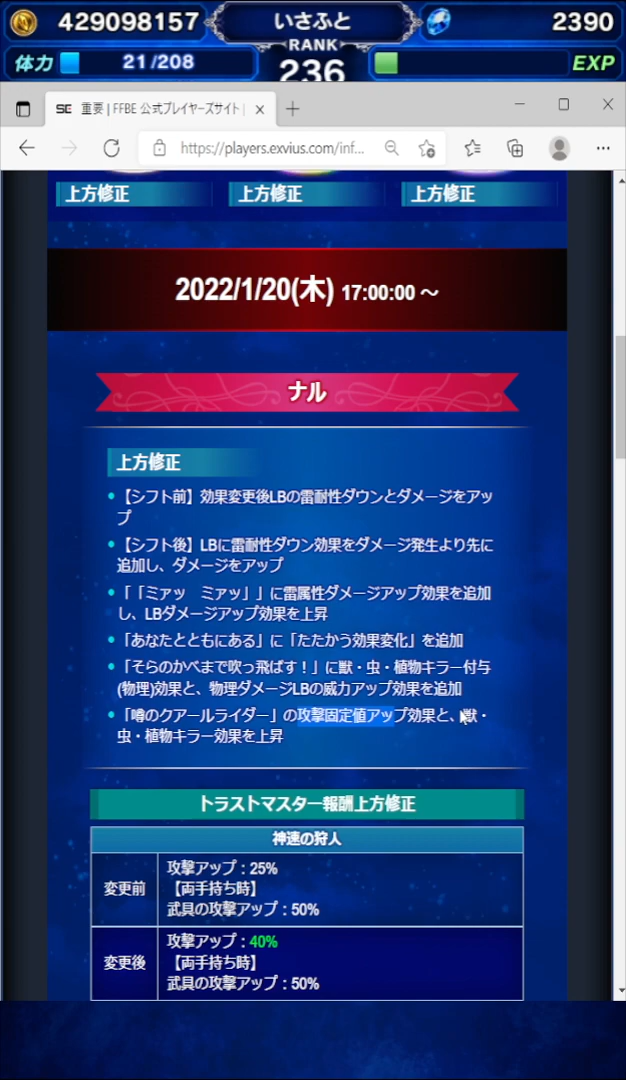 429098157
いさふと
2390
RANK
236
体力
21/208
EXP
SE 重要 | FFBE 公式プレイヤーズサイト |
https://players.exvius.com/inf...
上方修正
上方修正
上方修正
2022/1/20(木) 17:00:00 ～
ナル
上方修正
【シフト前】効果変更後LBの雷耐性ダウンとダメージをアッ
プ
【シフト後】LBに雷耐性ダウン効果をダメージ発生より先に
追加し、ダメージをアップ
「「ミァッ　ミァッ」」に雷属性ダメージアップ効果を追加
し、LBダメージアップ効果を上昇
「あなたとともにある」に「たたかう効果変化」を追加
「そらのかべまで吹っ飛ばす！」に獣・虫・植物キラー付与
(物理)効果と、物理ダメージLBの威力アップ効果を追加
「噂のクアールライダー」の攻撃固定値アップ効果と、獣・
虫・植物キラー効果を上昇
トラストマスター報酬上方修正
神速の狩人
変更前
攻撃アップ：25%
【両手持ち時】
武具の攻撃アップ：50%
変更後
攻撃アップ：40%
【両手持ち時】
武具の攻撃アップ：50%